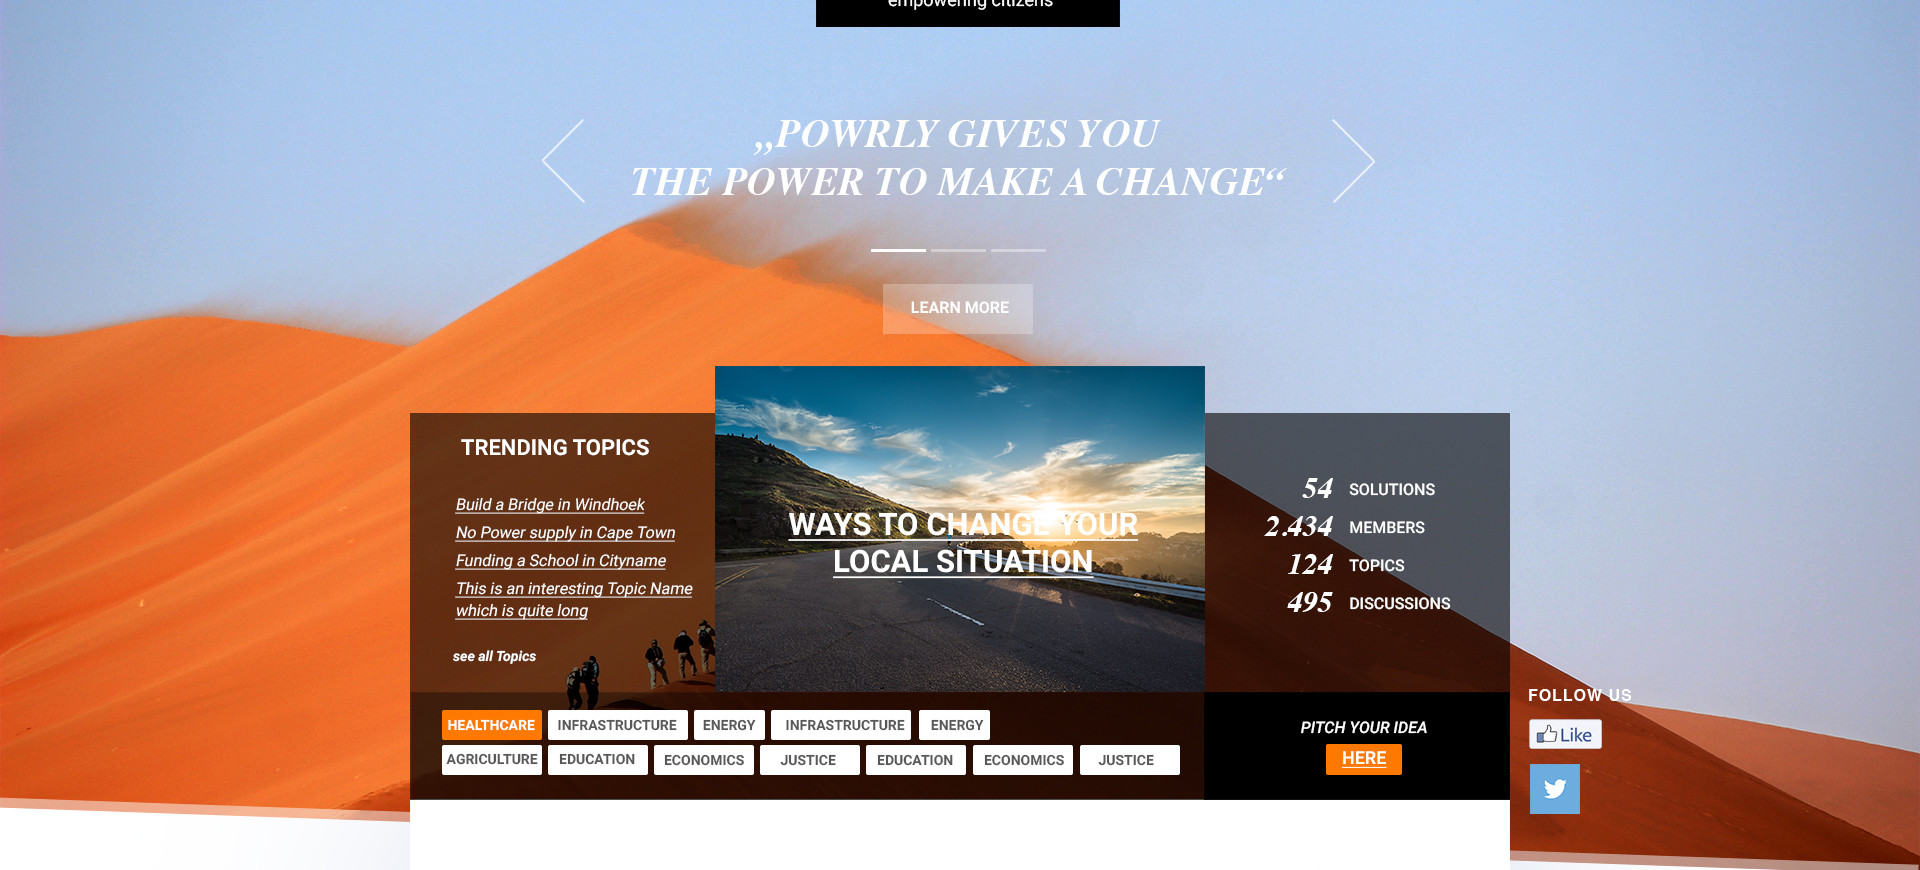 empowering citizens
„POWRLY GIVES YOU
THE POWER TO MAKE A CHANGE“
LEARN MORE
TRENDING TOPICS
Build a Bridge in Windhoek
No Power supply in Cape Town
Funding a School in Cityname
This is an interesting Topic Name
which is quite long
see all Topics
WAYS TO CHANGE YOUR
LOCAL SITUATION
54 SOLUTIONS
2.434 MEMBERS
124 TOPICS
495 DISCUSSIONS
HEALTHCARE INFRASTRUCTURE ENERGY INFRASTRUCTURE ENERGY
AGRICULTURE EDUCATION ECONOMICS JUSTICE EDUCATION ECONOMICS JUSTICE
PITCH YOUR IDEA
HERE
FOLLOW US
Like